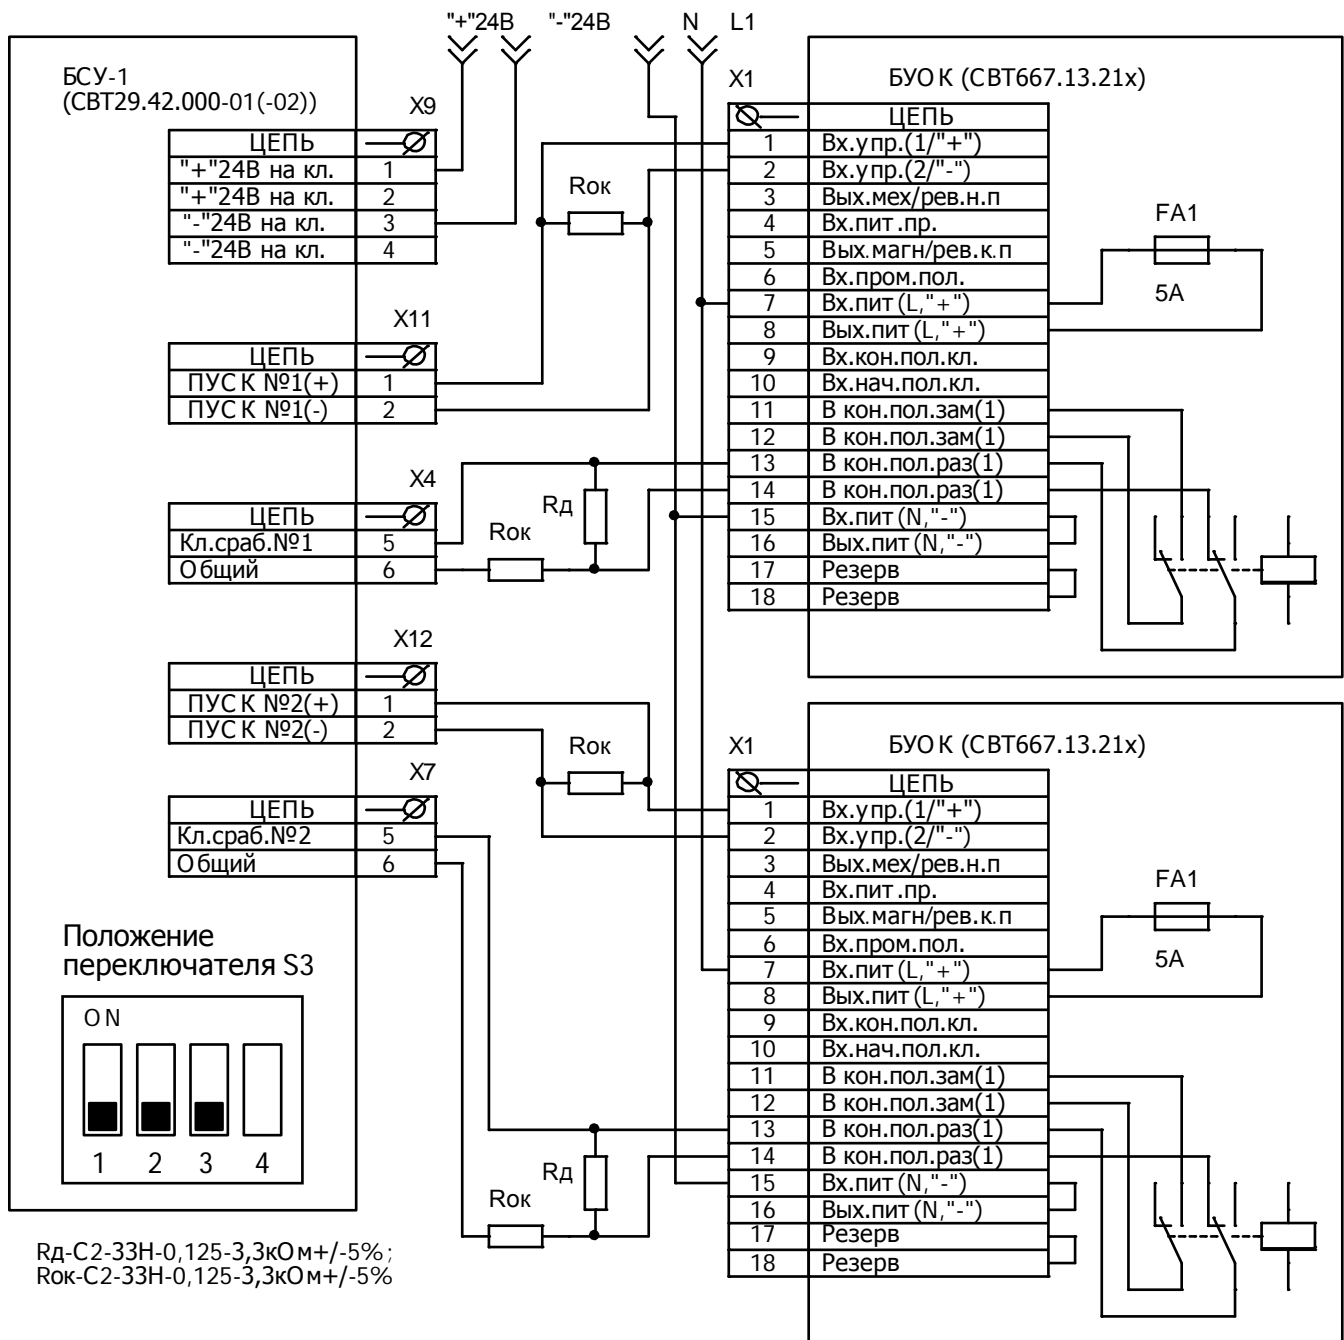 "+"24В "-"24В N L1
БСУ-1
(СВТ29.42.000-01(-02))
X9
ЦЕПЬ
"+"24В на кл. 1
"+"24В на кл. 2
"-"24В на кл. 3
"-"24В на кл. 4
X11
ЦЕПЬ
ПУСК №1(+) 1
ПУСК №1(-) 2
X4
ЦЕПЬ
Кл.сраб.№1 5
Общий 6
X12
ЦЕПЬ
ПУСК №2(+) 1
ПУСК №2(-) 2
X7
ЦЕПЬ
Кл.сраб.№2 5
Общий 6
Положение
переключателя S3
ON
1 2 3 4
Rд-С2-33Н-0,125-3,3кОм+/-5%;
Rок-С2-33Н-0,125-3,3кОм+/-5%
Rок
Rд
Rок
Rок
Rд
Rок
X1
БУОК (СВТ667.13.21х)
ЦЕПЬ
1 Вх.упр.(1/"+")
2 Вх.упр.(2/"-")
3 Вых.мех/рев.н.п
4 Вх.пит.пр.
5 Вых.магн/рев.к.п
6 Вх.пром.пол.
7 Вх.пит(L,"+")
8 Вых.пит(L,"+")
9 Вх.кон.пол.кл.
10 Вх.нач.пол.кл.
11 В кон.пол.зам(1)
12 В кон.пол.зам(1)
13 В кон.пол.раз(1)
14 В кон.пол.раз(1)
15 Вх.пит(N,"-")
16 Вых.пит(N,"-")
17 Резерв
18 Резерв
FA1
5A
X1
БУОК (СВТ667.13.21х)
ЦЕПЬ
1 Вх.упр.(1/"+")
2 Вх.упр.(2/"-")
3 Вых.мех/рев.н.п
4 Вх.пит.пр.
5 Вых.магн/рев.к.п
6 Вх.пром.пол.
7 Вх.пит(L,"+")
8 Вых.пит(L,"+")
9 Вх.кон.пол.кл.
10 Вх.нач.пол.кл.
11 В кон.пол.зам(1)
12 В кон.пол.зам(1)
13 В кон.пол.раз(1)
14 В кон.пол.раз(1)
15 Вх.пит(N,"-")
16 Вых.пит(N,"-")
17 Резерв
18 Резерв
FA1
5A